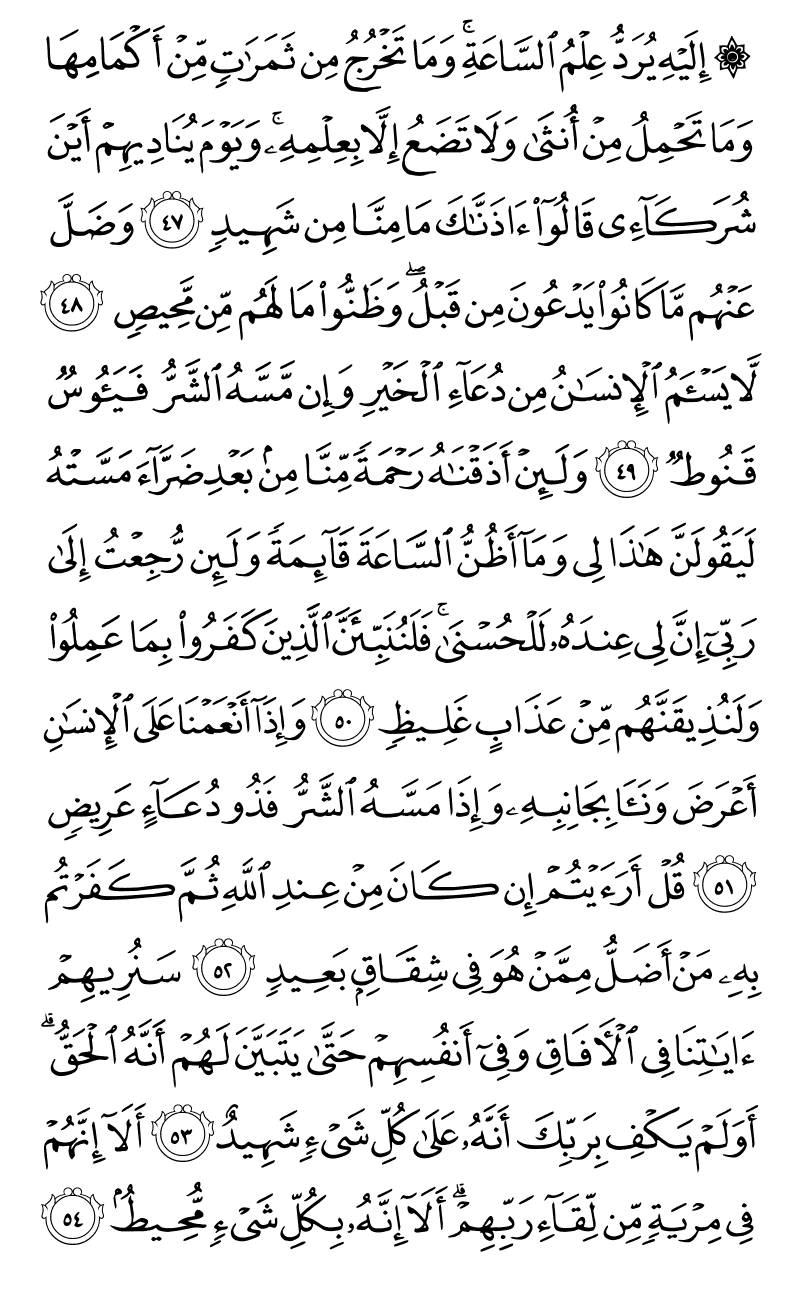 ۞ إِلَيْهِ يُرَدُّ عِلْمُ ٱلسَّاعَةِ ۚ وَمَا تَخْرُجُ مِن ثَمَرَٰتٍ مِّنْ أَكْمَامِهَا
وَمَا تَحْمِلُ مِنْ أُنثَىٰ وَلَا تَضَعُ إِلَّا بِعِلْمِهِۦ ۚ وَيَوْمَ يُنَادِيهِمْ أَيْنَ
شُرَكَآءِى قَالُوٓا۟ ءَاذَنَّـٰكَ مَا مِنَّا مِن شَهِيدٍ ٤٧ وَضَلَّ
عَنْهُم مَّا كَانُوا۟ يَدْعُونَ مِن قَبْلُ ۖ وَظَنُّوا۟ مَا لَهُم مِّن مَّحِيصٍ ٤٨
لَّا يَسْـَٔمُ ٱلْإِنسَـٰنُ مِن دُعَآءِ ٱلْخَيْرِ وَإِن مَّسَّهُ ٱلشَّرُّ فَيَـُٔوسٌ
قَنُوطٌ ٤٩ وَلَئِنْ أَذَقْنَـٰهُ رَحْمَةً مِّنَّا مِنۢ بَعْدِ ضَرَّآءَ مَسَّتْهُ
لَيَقُولَنَّ هَـٰذَا لِى وَمَآ أَظُنُّ ٱلسَّاعَةَ قَآئِمَةً وَلَئِن رُّجِعْتُ إِلَىٰ
رَبِّىٓ إِنَّ لِى عِندَهُۥ لَلْحُسْنَىٰ ۚ فَلَنُنَبِّئَنَّ ٱلَّذِينَ كَفَرُوا۟ بِمَا عَمِلُوا۟
وَلَنُذِيقَنَّهُم مِّنْ عَذَابٍ غَلِيظٍ ٥٠ وَإِذَآ أَنْعَمْنَا عَلَى ٱلْإِنسَـٰنِ
أَعْرَضَ وَنَـَٔا بِجَانِبِهِۦ وَإِذَا مَسَّهُ ٱلشَّرُّ فَذُو دُعَآءٍ عَرِيضٍ
٥١ قُلْ أَرَءَيْتُمْ إِن كَانَ مِنْ عِندِ ٱللَّهِ ثُمَّ كَفَرْتُم
بِهِۦ مَنْ أَضَلُّ مِمَّنْ هُوَ فِى شِقَاقٍۭ بَعِيدٍ ٥٢ سَنُرِيهِمْ
ءَايَـٰتِنَا فِى ٱلْـَٔافَاقِ وَفِىٓ أَنفُسِهِمْ حَتَّىٰ يَتَبَيَّنَ لَهُمْ أَنَّهُ ٱلْحَقُّ ۗ
أَوَلَمْ يَكْفِ بِرَبِّكَ أَنَّهُۥ عَلَىٰ كُلِّ شَىْءٍ شَهِيدٌ ٥٣ أَلَآ إِنَّهُمْ
فِى مِرْيَةٍ مِّن لِّقَآءِ رَبِّهِمْ ۗ أَلَآ إِنَّهُۥ بِكُلِّ شَىْءٍ مُّحِيطٌۢ ٥٤